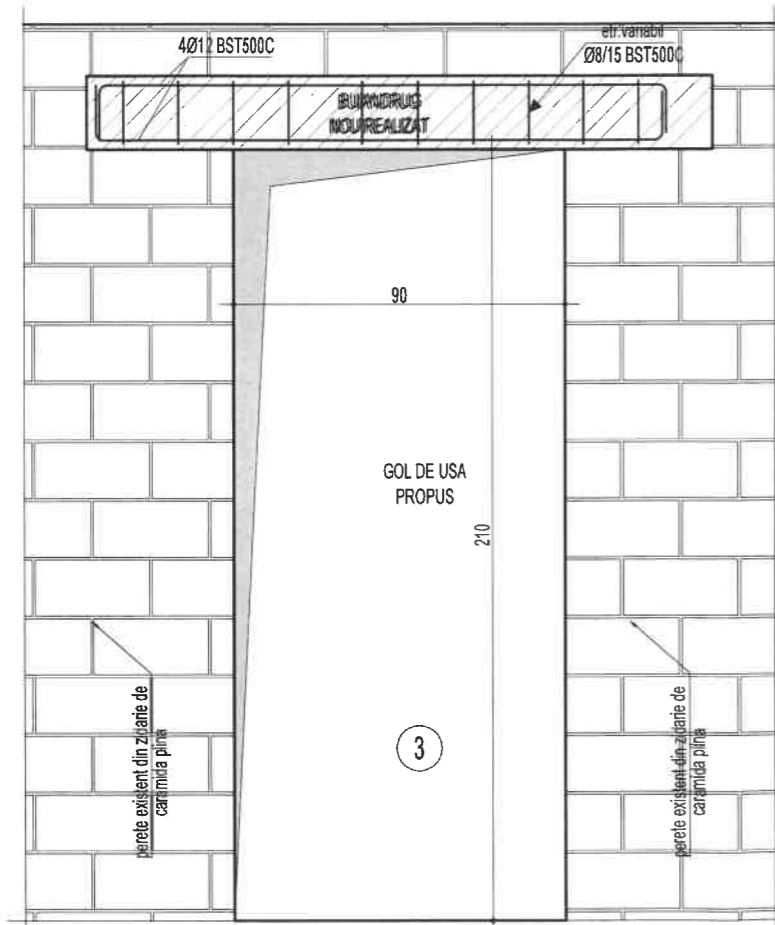 4Ø12 BST500C
etr.variabil
Ø8/15 BST500C
BUIANDRUG
NOU REALIZAT
90
GOL DE USA
PROPUS
210
3
perete existent din zidarie de
caramida plina
perete existent din zidarie de
caramida plina